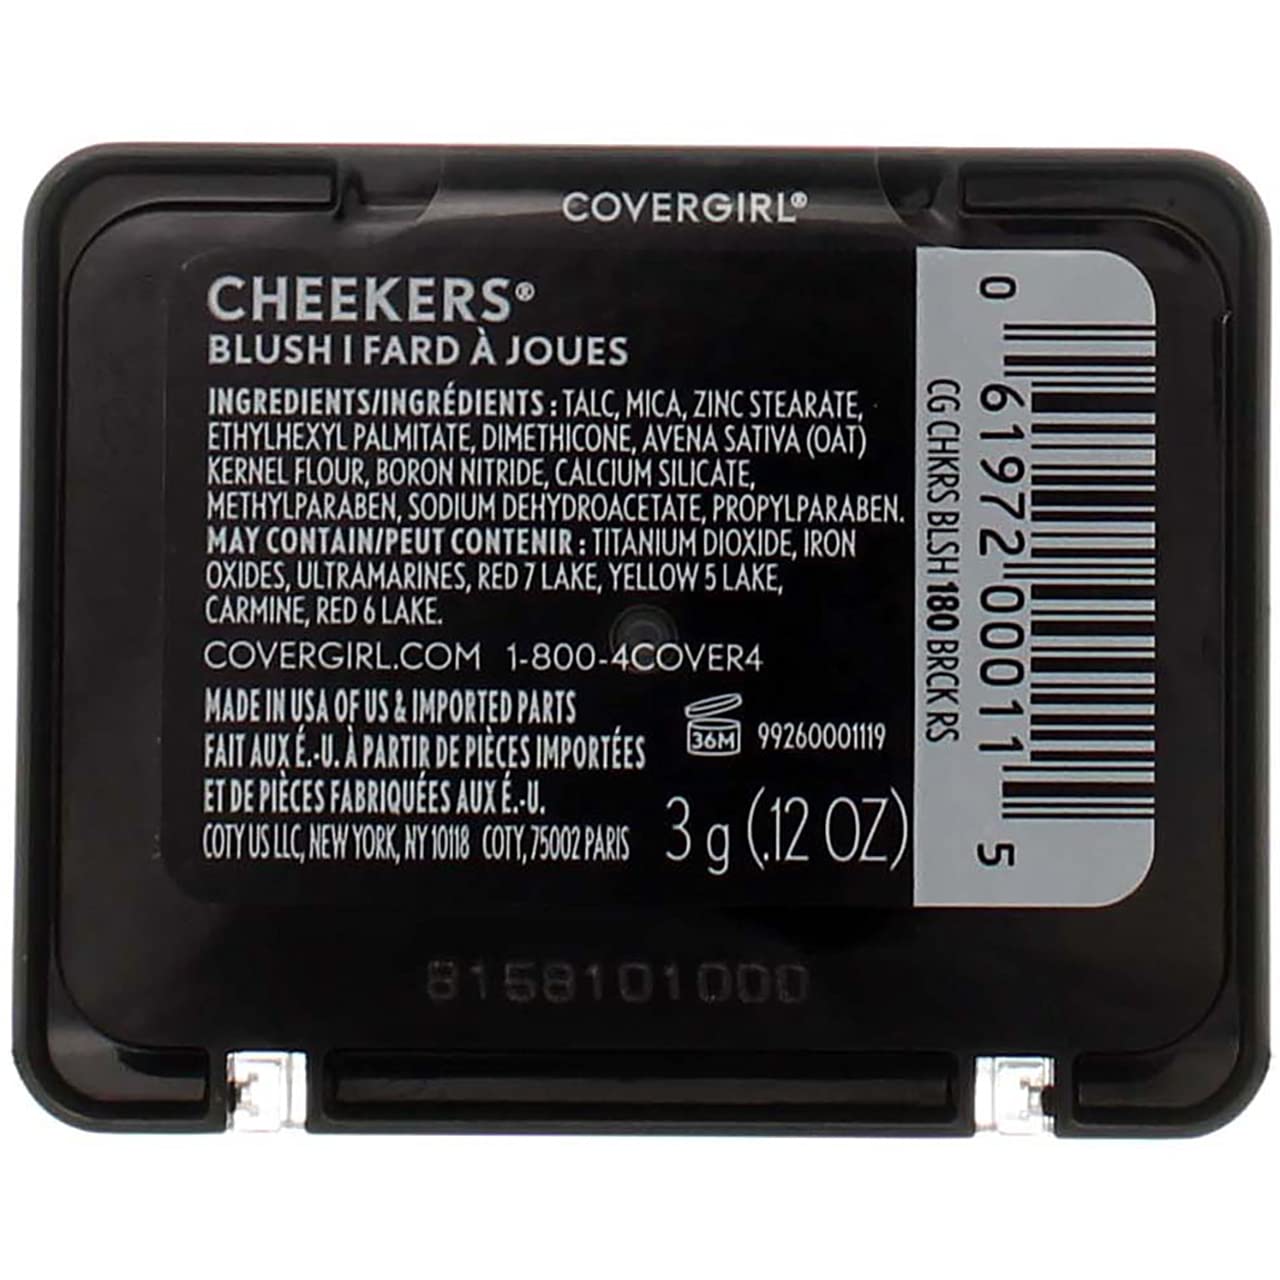 COVERGIRL®
CHEEKERS®
BLUSH | FARD À JOUES
INGREDIENTS/INGRÉDIENTS : TALC, MICA, ZINC STEARATE,
ETHYLHEXYL PALMITATE, DIMETHICONE, AVENA SATIVA (OAT)
KERNEL FLOUR, BORON NITRIDE, CALCIUM SILICATE,
METHYLPARABEN, SODIUM DEHYDROACETATE, PROPYLPARABEN.
MAY CONTAIN/PEUT CONTENIR : TITANIUM DIOXIDE, IRON
OXIDES, ULTRAMARINES, RED 7 LAKE, YELLOW 5 LAKE,
CARMINE, RED 6 LAKE.
COVERGIRL.COM 1-800-4COVER4
MADE IN USA OF US & IMPORTED PARTS
FAIT AUX É.-U. À PARTIR DE PIÈCES IMPORTÉES
ET DE PIÈCES FABRIQUÉES AUX É.-U.
COTY US LLC, NEW YORK, NY 10118 COTY, 75002 PARIS
36M 99260001119
3 g (.12 OZ)
CG CHKRS BLSH 180 BRCK RS
0 61972 00011 5
8158101000